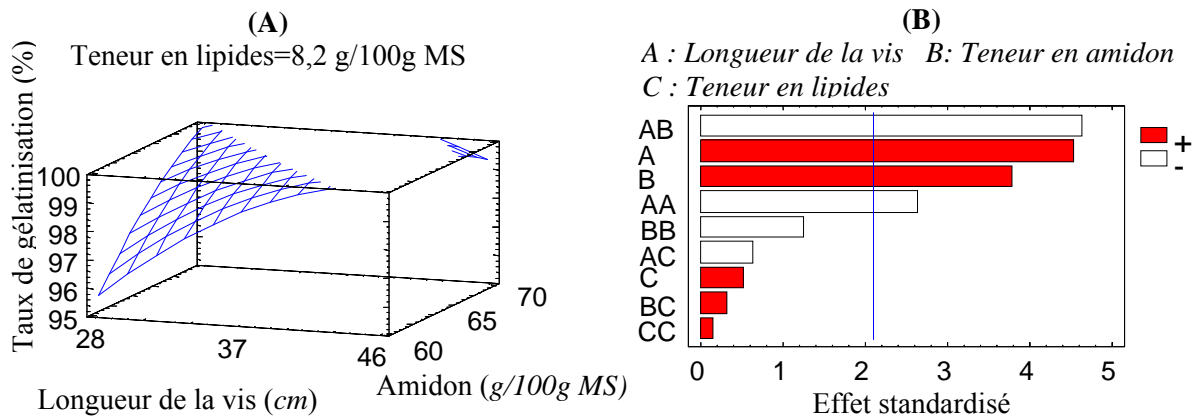 (A)
Teneur en lipides=8,2 g/100g MS
Taux de gélatinisation (%)
100
99
98
97
96
95
28
37
46
60
65
70
Longueur de la vis (cm)
Amidon (g/100g MS)
(B)
A : Longueur de la vis B: Teneur en amidon
C : Teneur en lipides
AB
A
B
AA
BB
AC
C
BC
CC
+
-
0 1 2 3 4 5
Effet standardisé